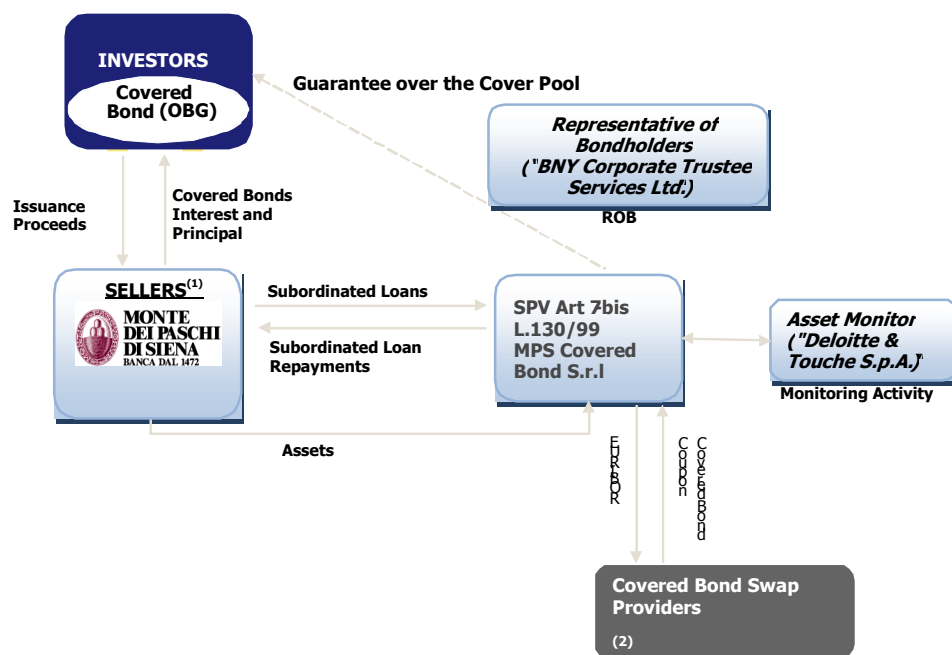 INVESTORS
Covered
Bond (OBG)
Guarantee over the Cover Pool
Representative of
Bondholders
("BNY Corporate Trustee
Services Ltd".)
ROB
Issuance
Proceeds
Covered Bonds
Interest and
Principal
SELLERS(1)
MONTE
DEI PASCHI
DI SIENA
BANCA DAL 1472
Subordinated Loans
Subordinated Loan
Repayments
SPV Art 7-bis
L.130/99
MPS Covered
Bond S.r.l
Asset Monitor
("Deloitte &
Touche S.p.A.)"
Monitoring Activity
Assets
EURIBOR
Coupon
Covered Bond
Covered Bond Swap
Providers
(2)